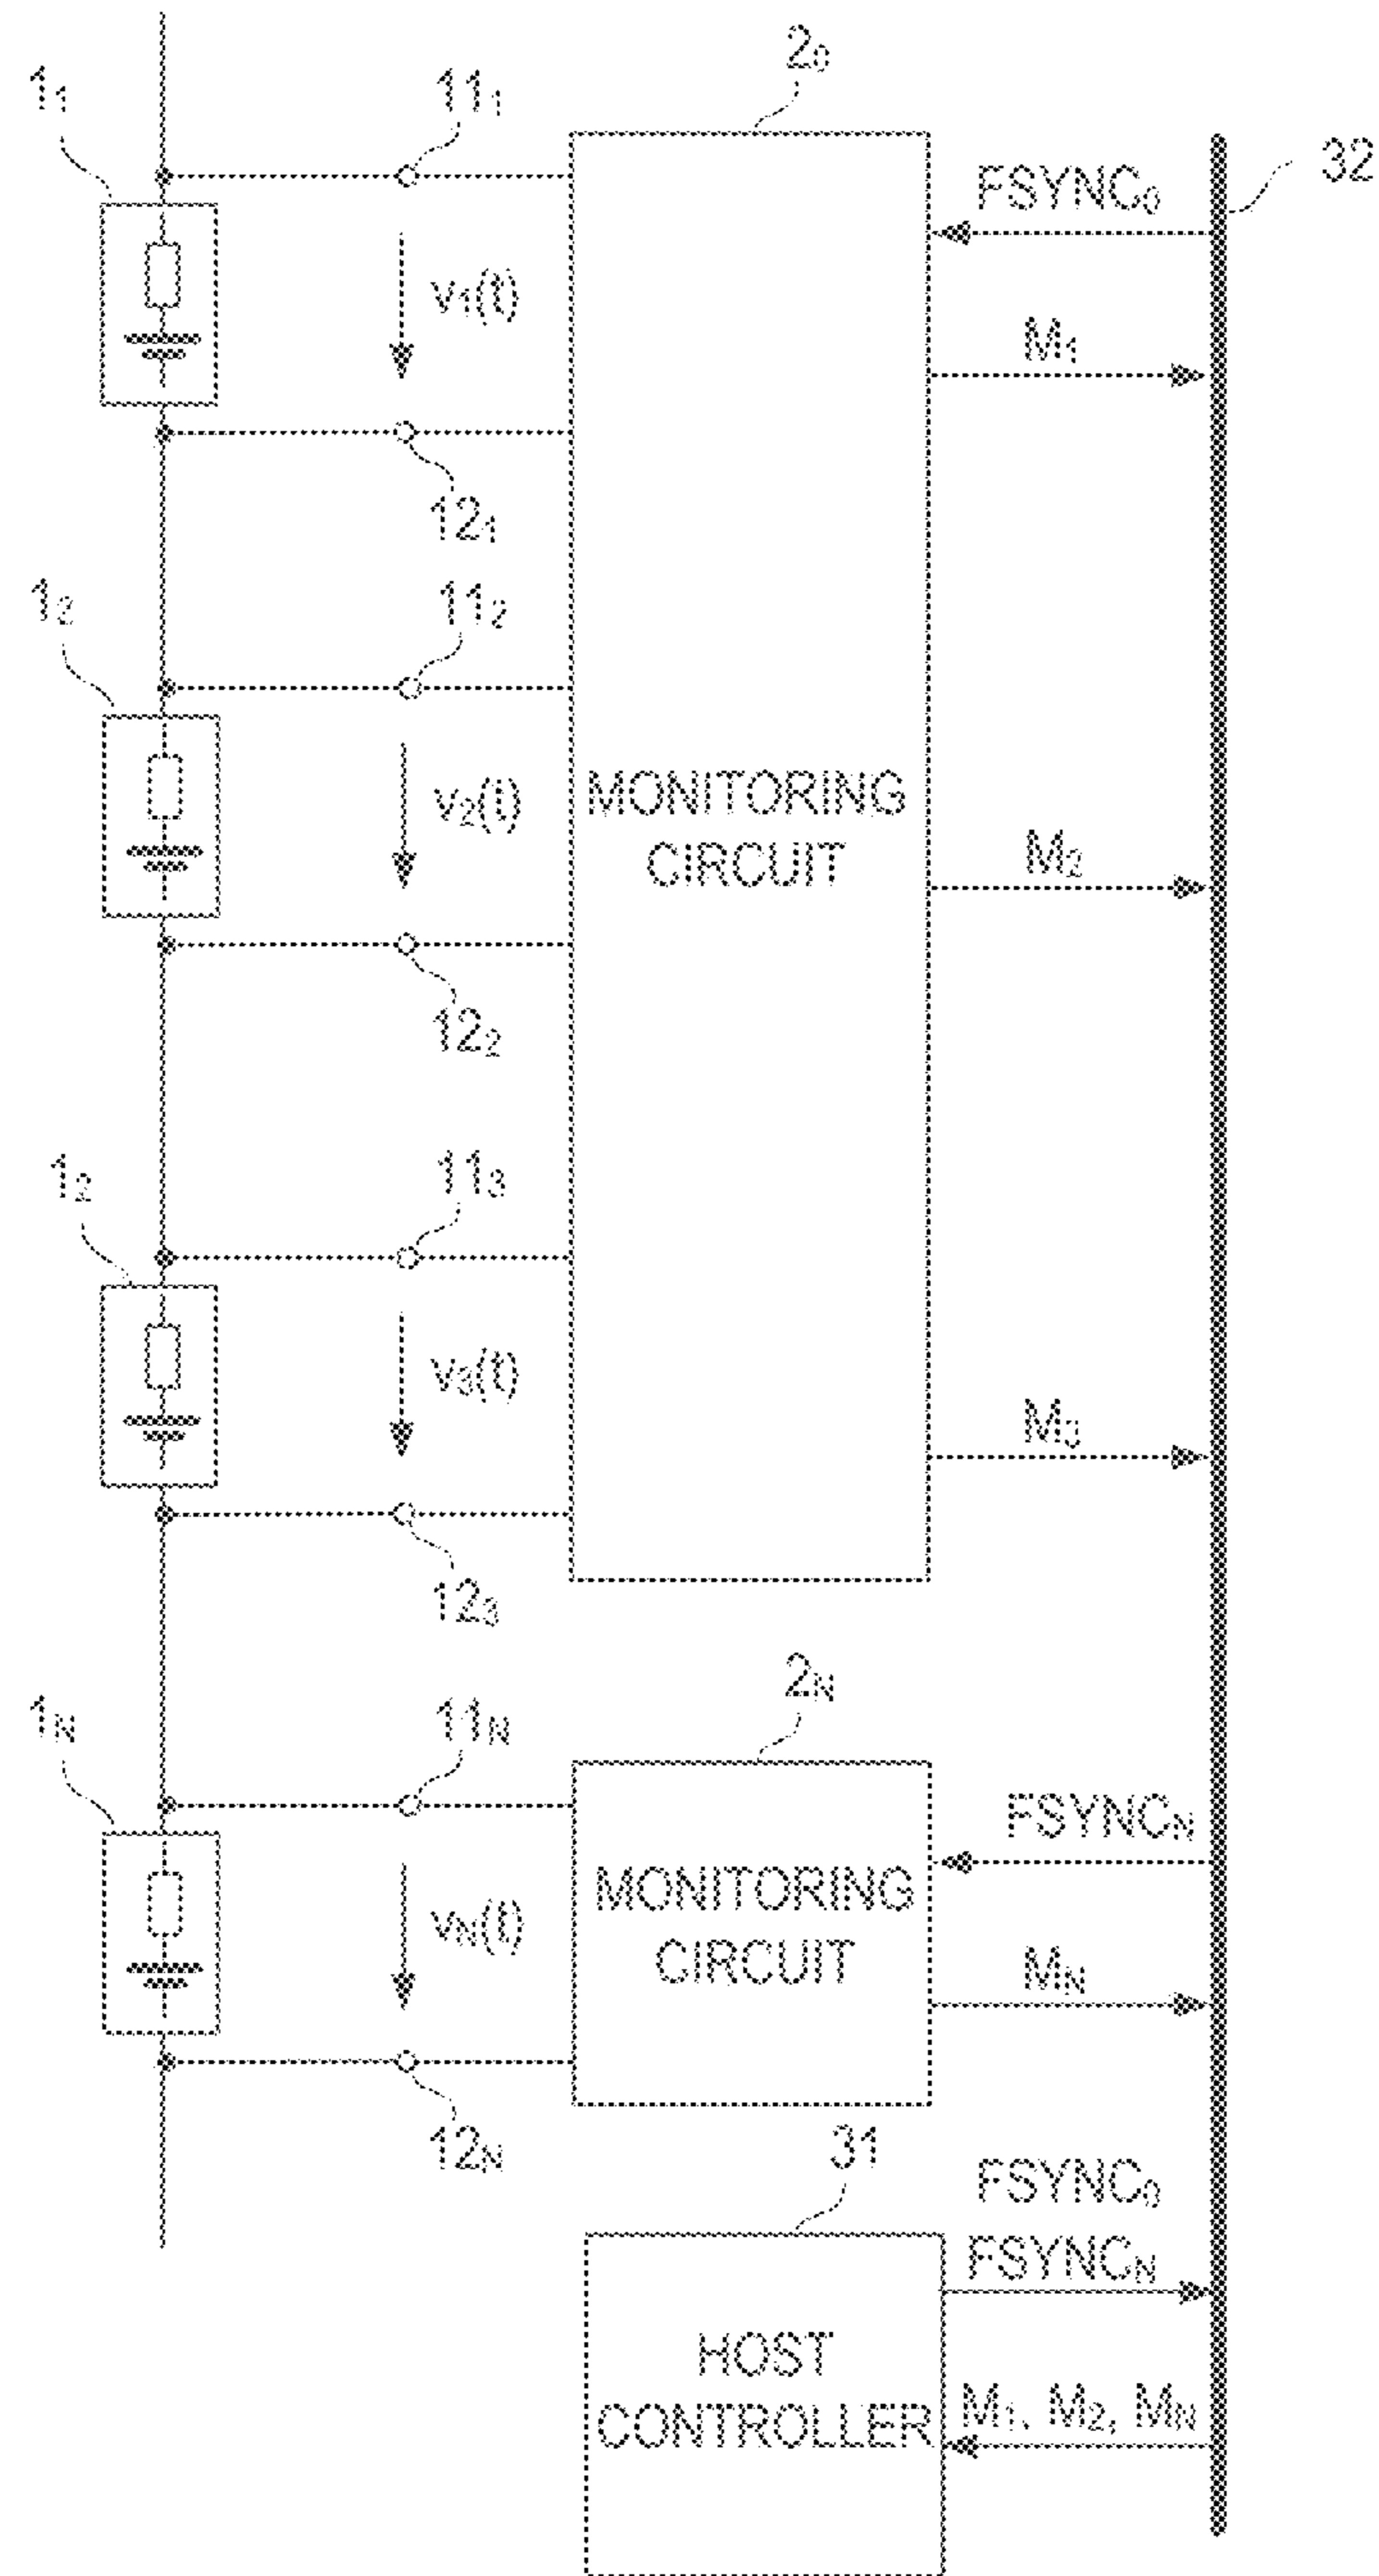 2₀
1₁
11₁
32
FSYNC₀
v₁(t)
M₁
12₁
1₂
11₂
v₂(t)
MONITORING
CIRCUIT
M₂
12₂
1₂
11₃
v₃(t)
M₃
12₃
2N
1N
11N
FSYNCN
MONITORING
CIRCUIT
vN(t)
MN
12N
31
FSYNC₀
FSYNCN
HOST
CONTROLLER
M₁, M₂, MN